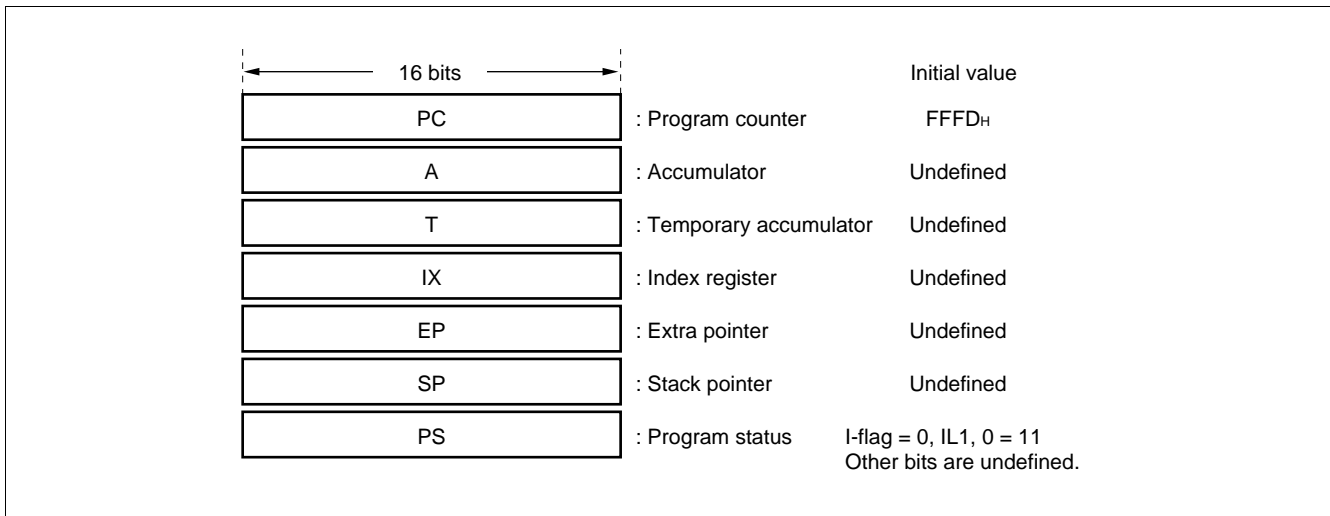 16 bits Initial value
PC : Program counter FFFDH
A : Accumulator Undefined
T : Temporary accumulator Undefined
IX : Index register Undefined
EP : Extra pointer Undefined
SP : Stack pointer Undefined
PS : Program status I-flag = 0, IL1, 0 = 11
Other bits are undefined.